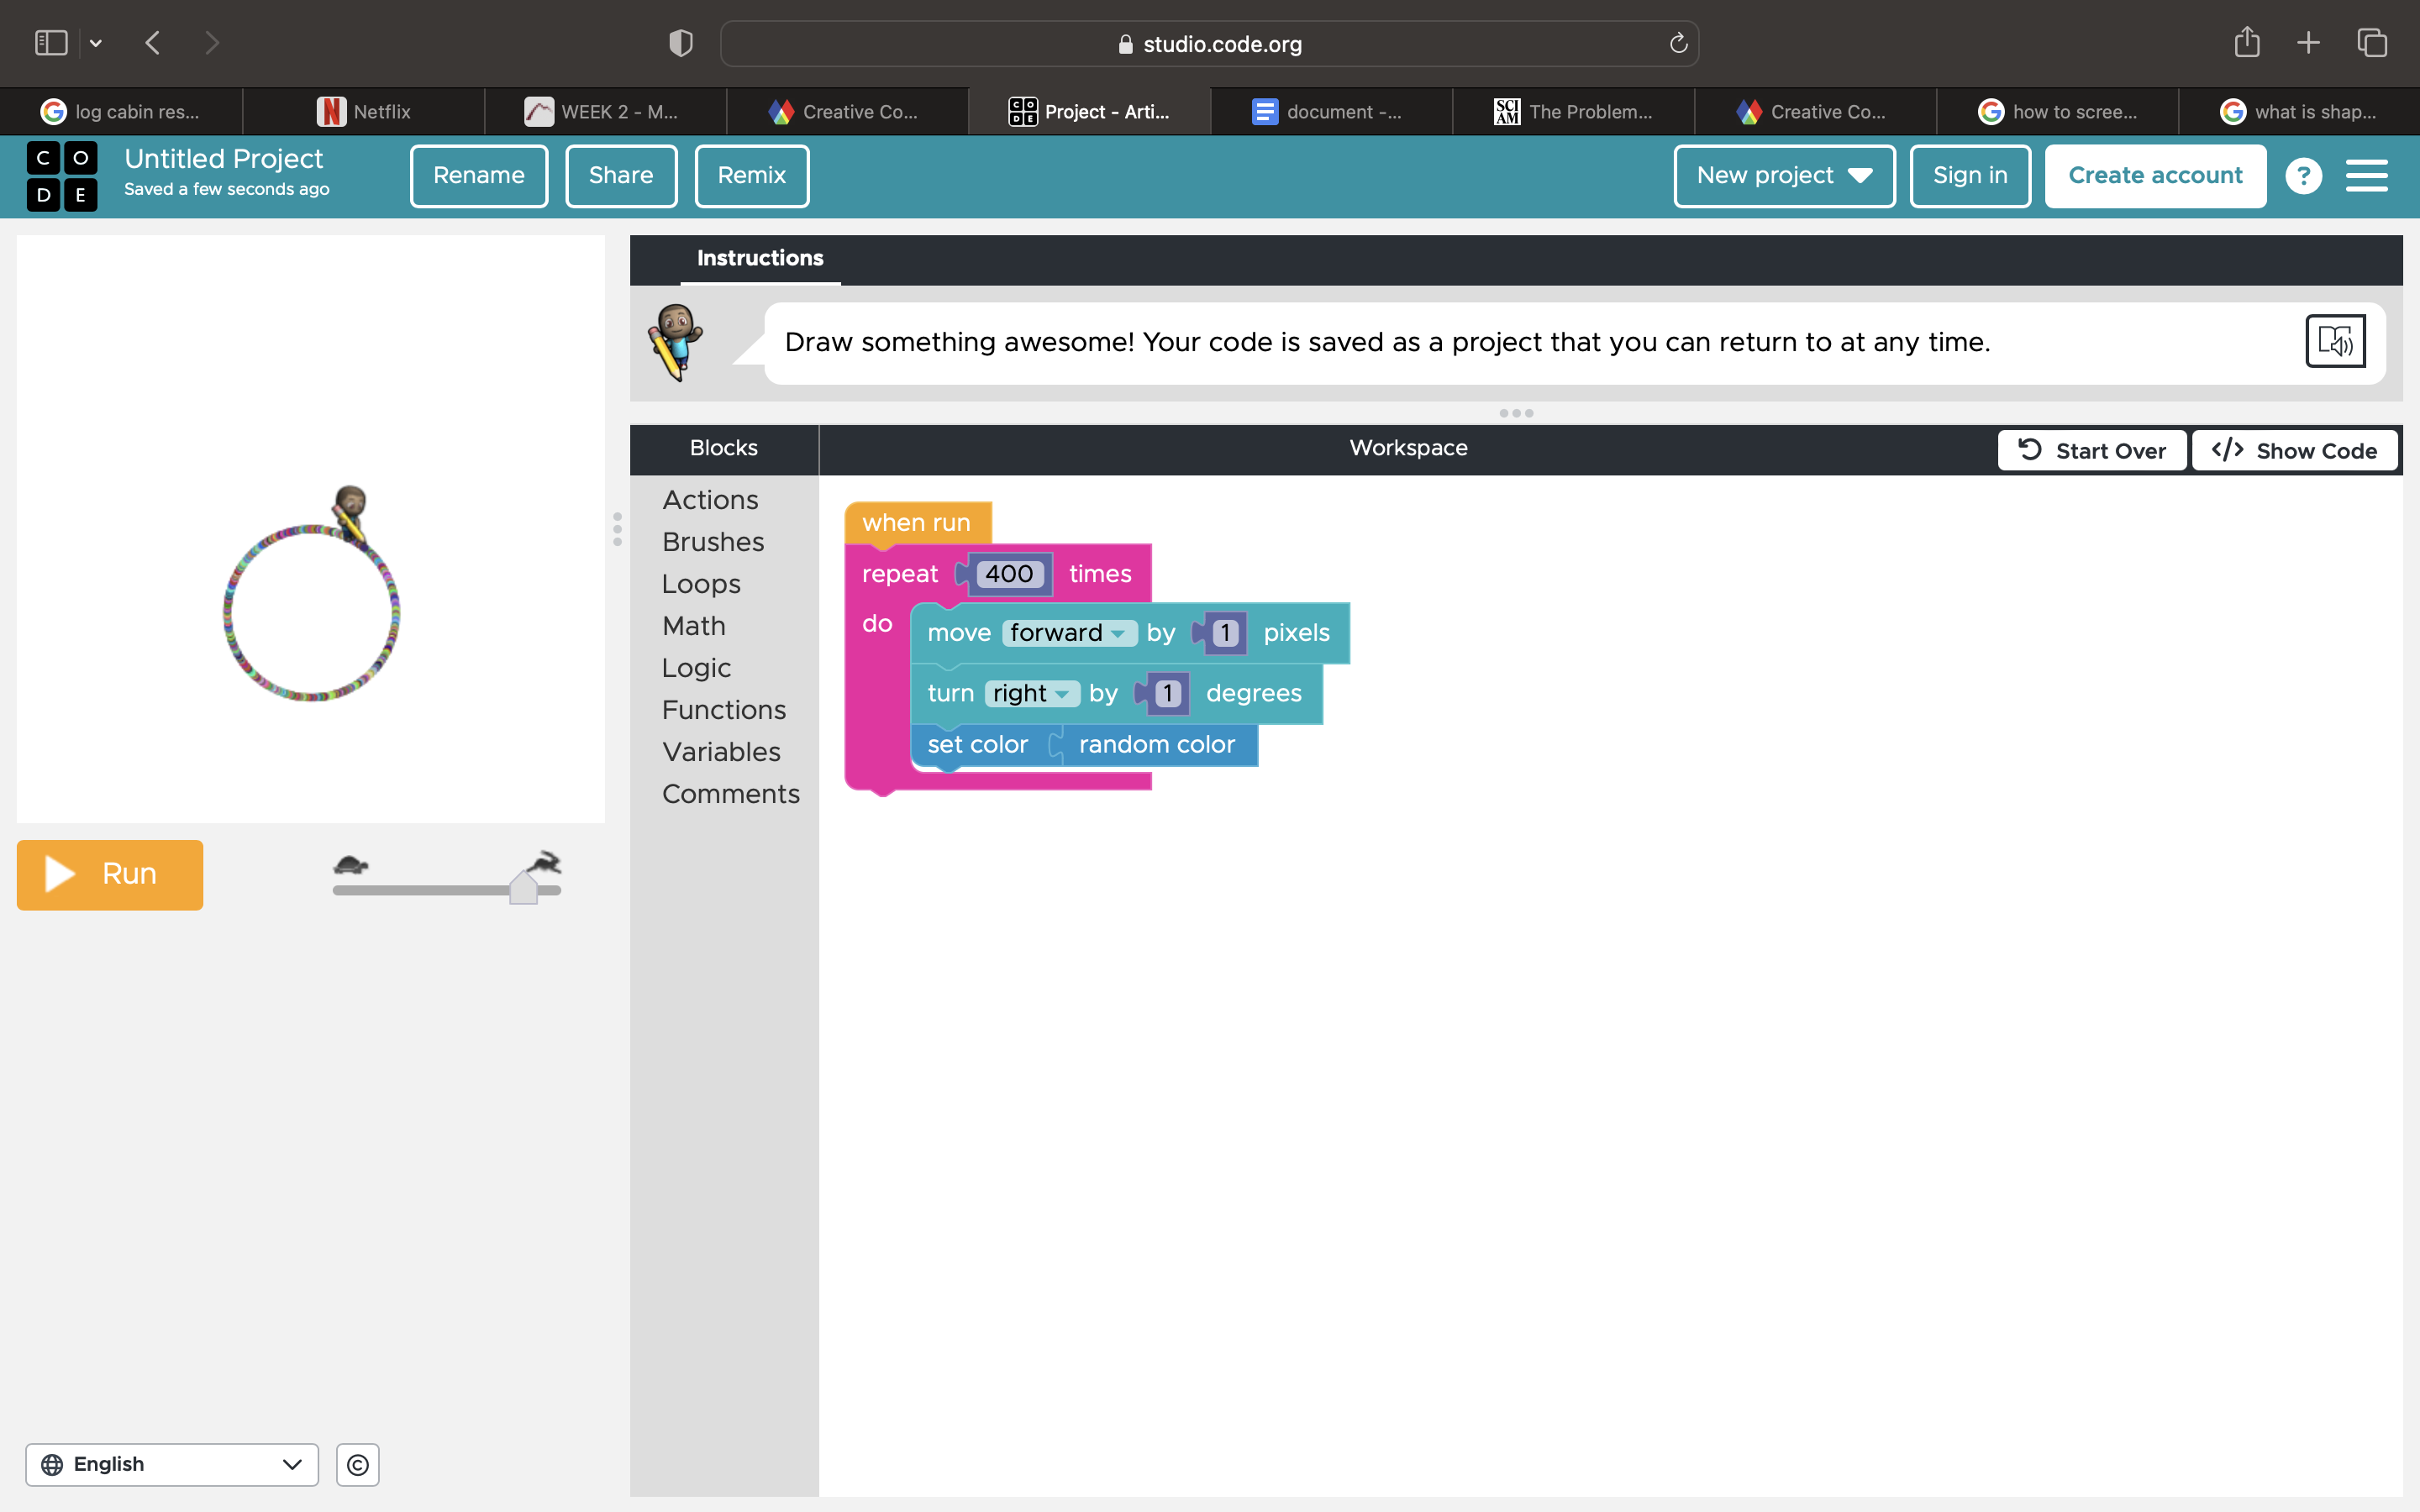 studio.code.org
log cabin res...
Netflix
WEEK 2 - M...
Creative Co...
CODE
Project - Arti...
document -...
SCI AM
The Problem...
Creative Co...
how to scree...
what is shap...
CODE
Untitled Project
Saved a few seconds ago
Rename
Share
Remix
New project
Sign in
Create account
?
Instructions
Draw something awesome! Your code is saved as a project that you can return to at any time.
Blocks
Workspace
Start Over
</> Show Code
Actions
Brushes
Loops
Math
Logic
Functions
Variables
Comments
when run
repeat 400 times
do
move forward by 1 pixels
turn right by 1 degrees
set color random color
Run
English
©